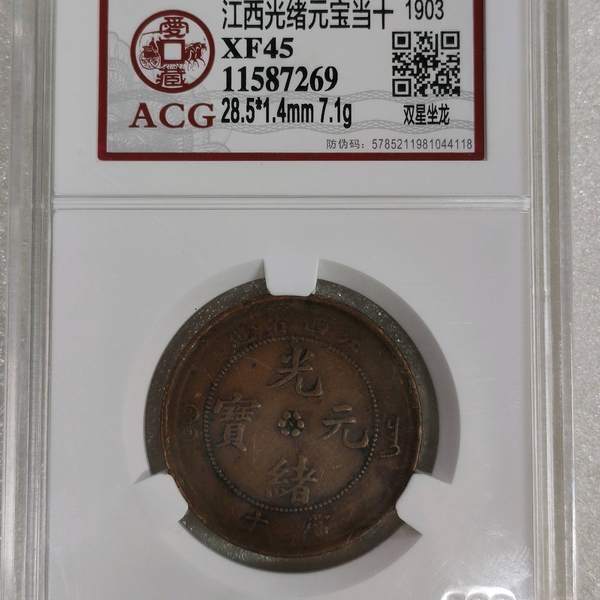 江西光绪元宝当十 1903
XF45
11587269
ACG 28.5*1.4mm 7.1g 双星坐龙
防伪码：5785211981044118
光
寶 元
緒